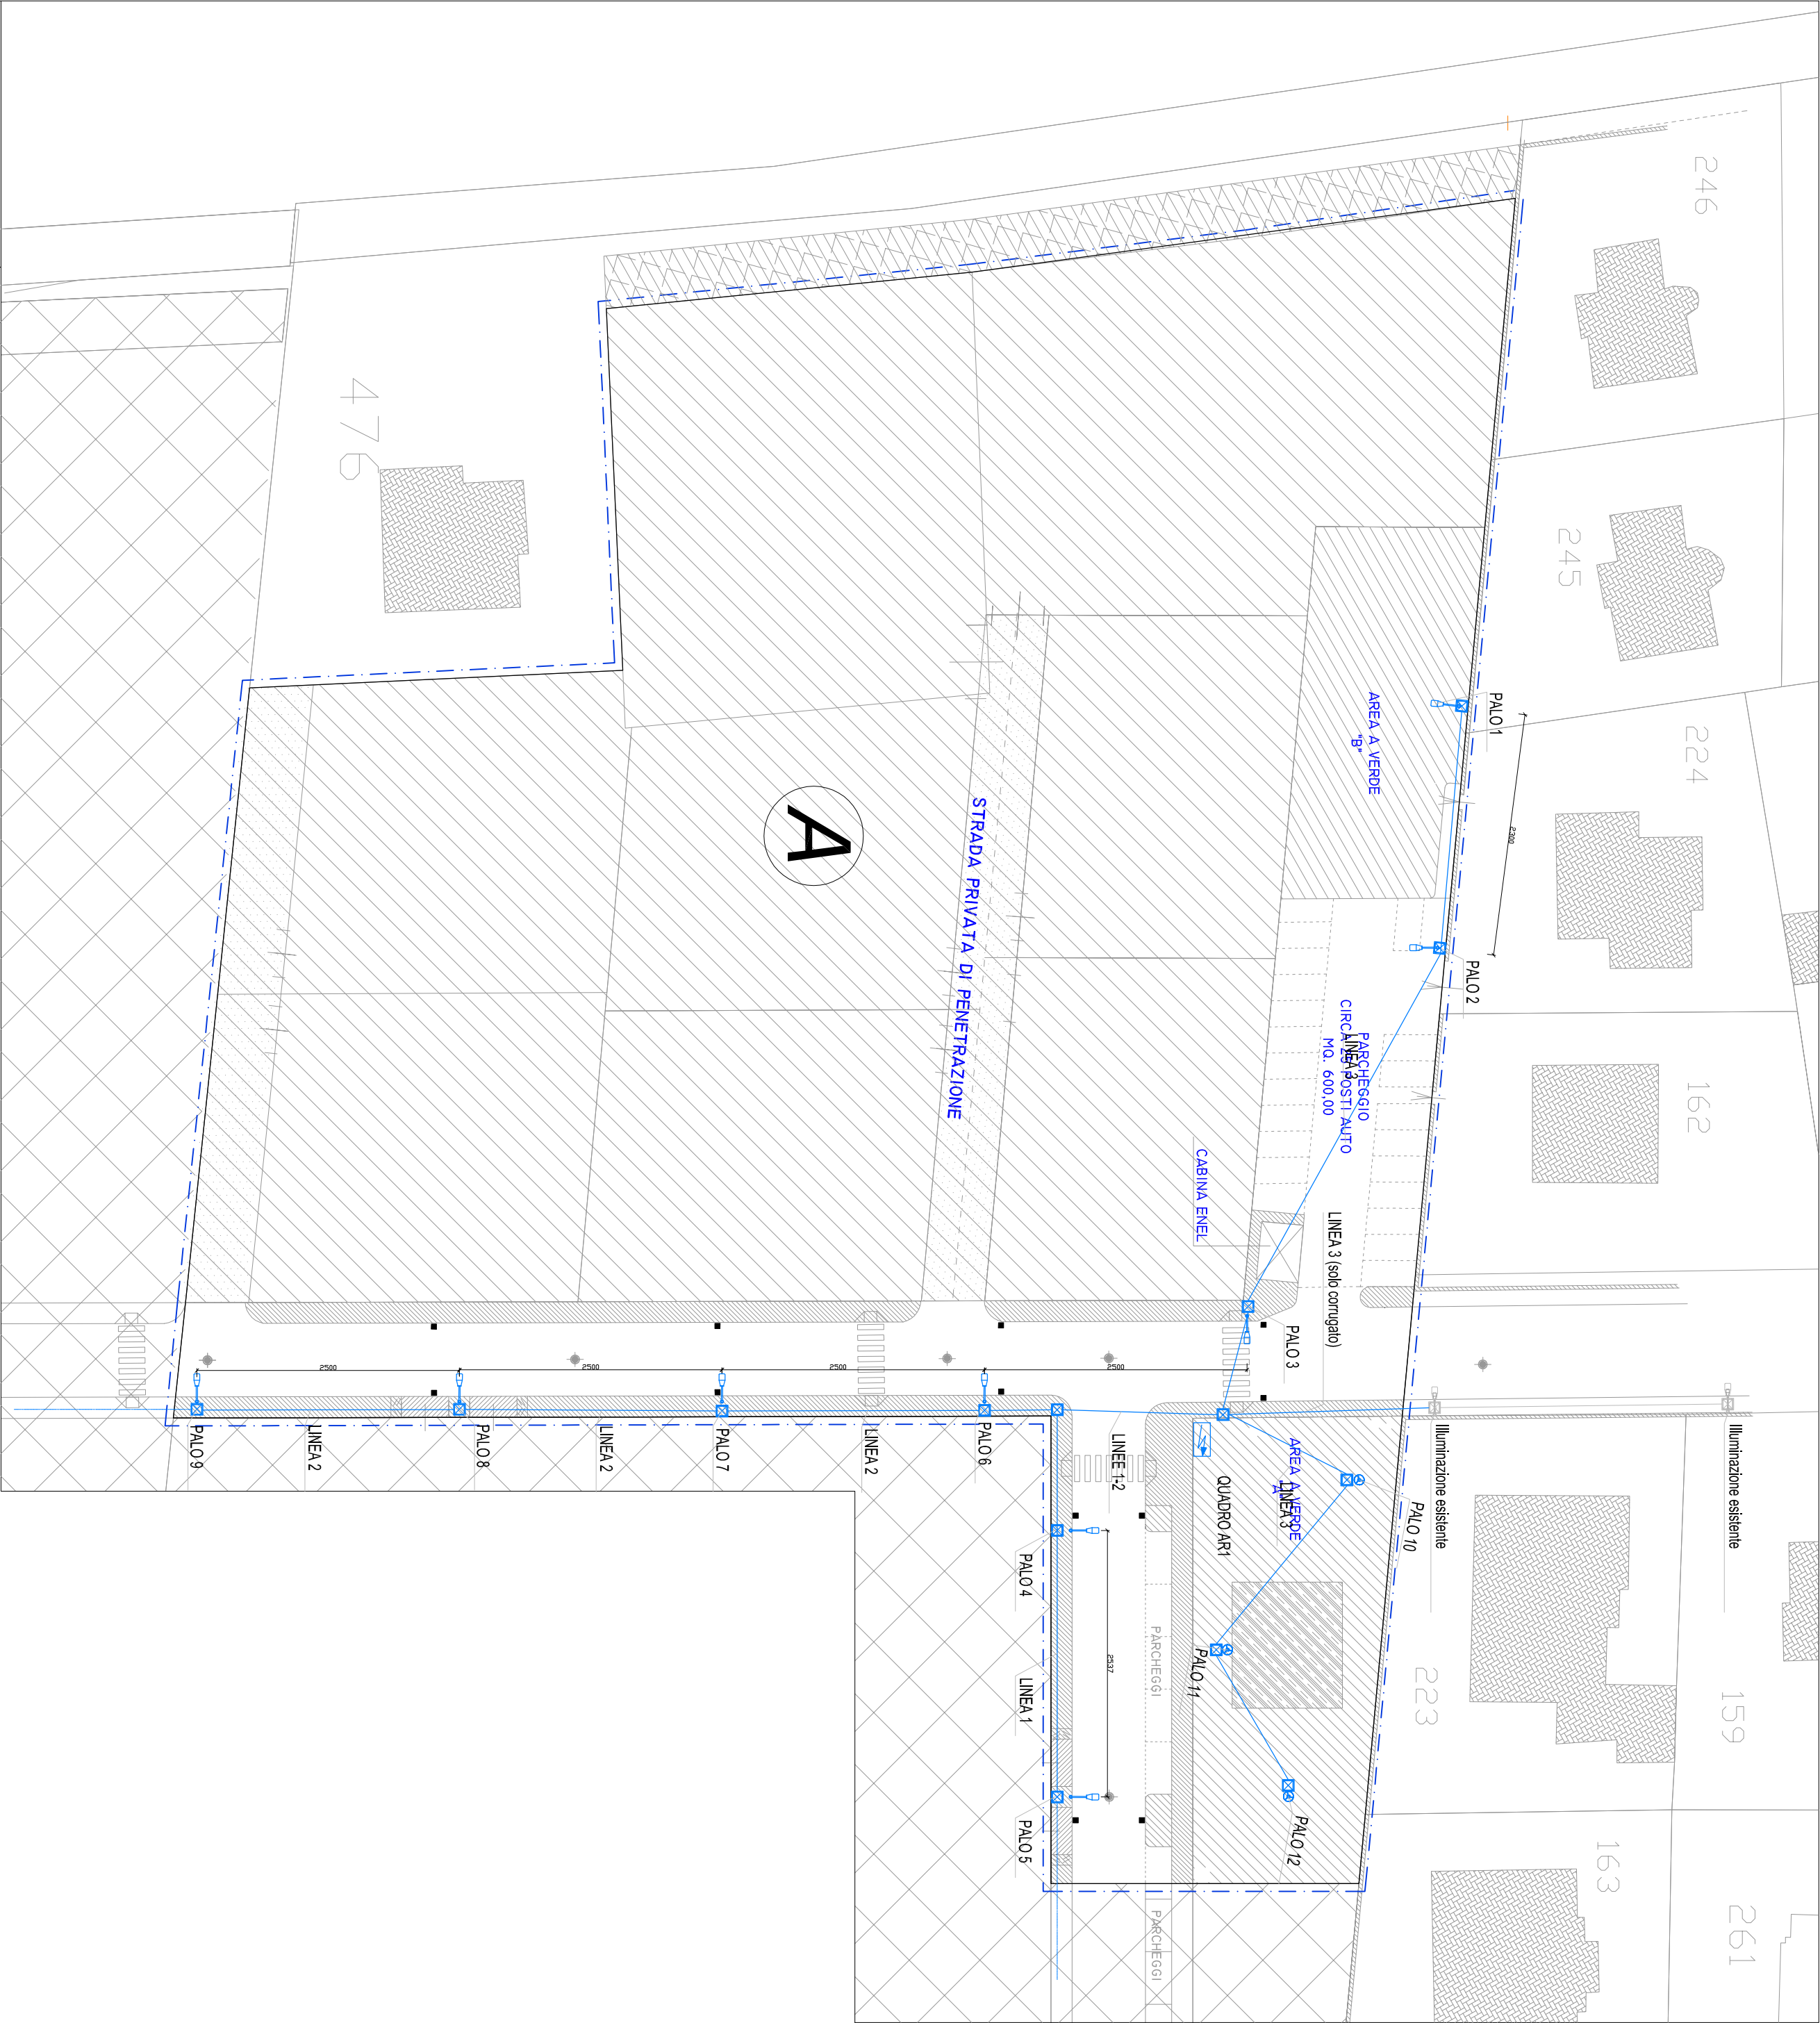 246
245
224
162
476
PALO 1
2300
AREA A VERDE
"B"
PALO 2
A
STRADA PRIVATA DI PENETRAZIONE
PARCHEGGIO
CIRCA 25 POSTI AUTO
MQ. 600,00
LINEA 3
CABINA ENEL
LINEA 3 (solo corrugato)
PALO 3
2500
2500
2500
2500
PALO 9
LINEA 2
PALO 8
LINEA 2
PALO 7
LINEA 2
PALO 6
LINEE 1-2
QUADRO AR1
AREA A VERDE
"A"
LINEA 3
PALO 10
Illuminazione esistente
Illuminazione esistente
PALO 4
2537
PARCHEGGI
PALO 11
LINEA 1
PALO 5
PALO 12
PARCHEGGI
223
159
163
261